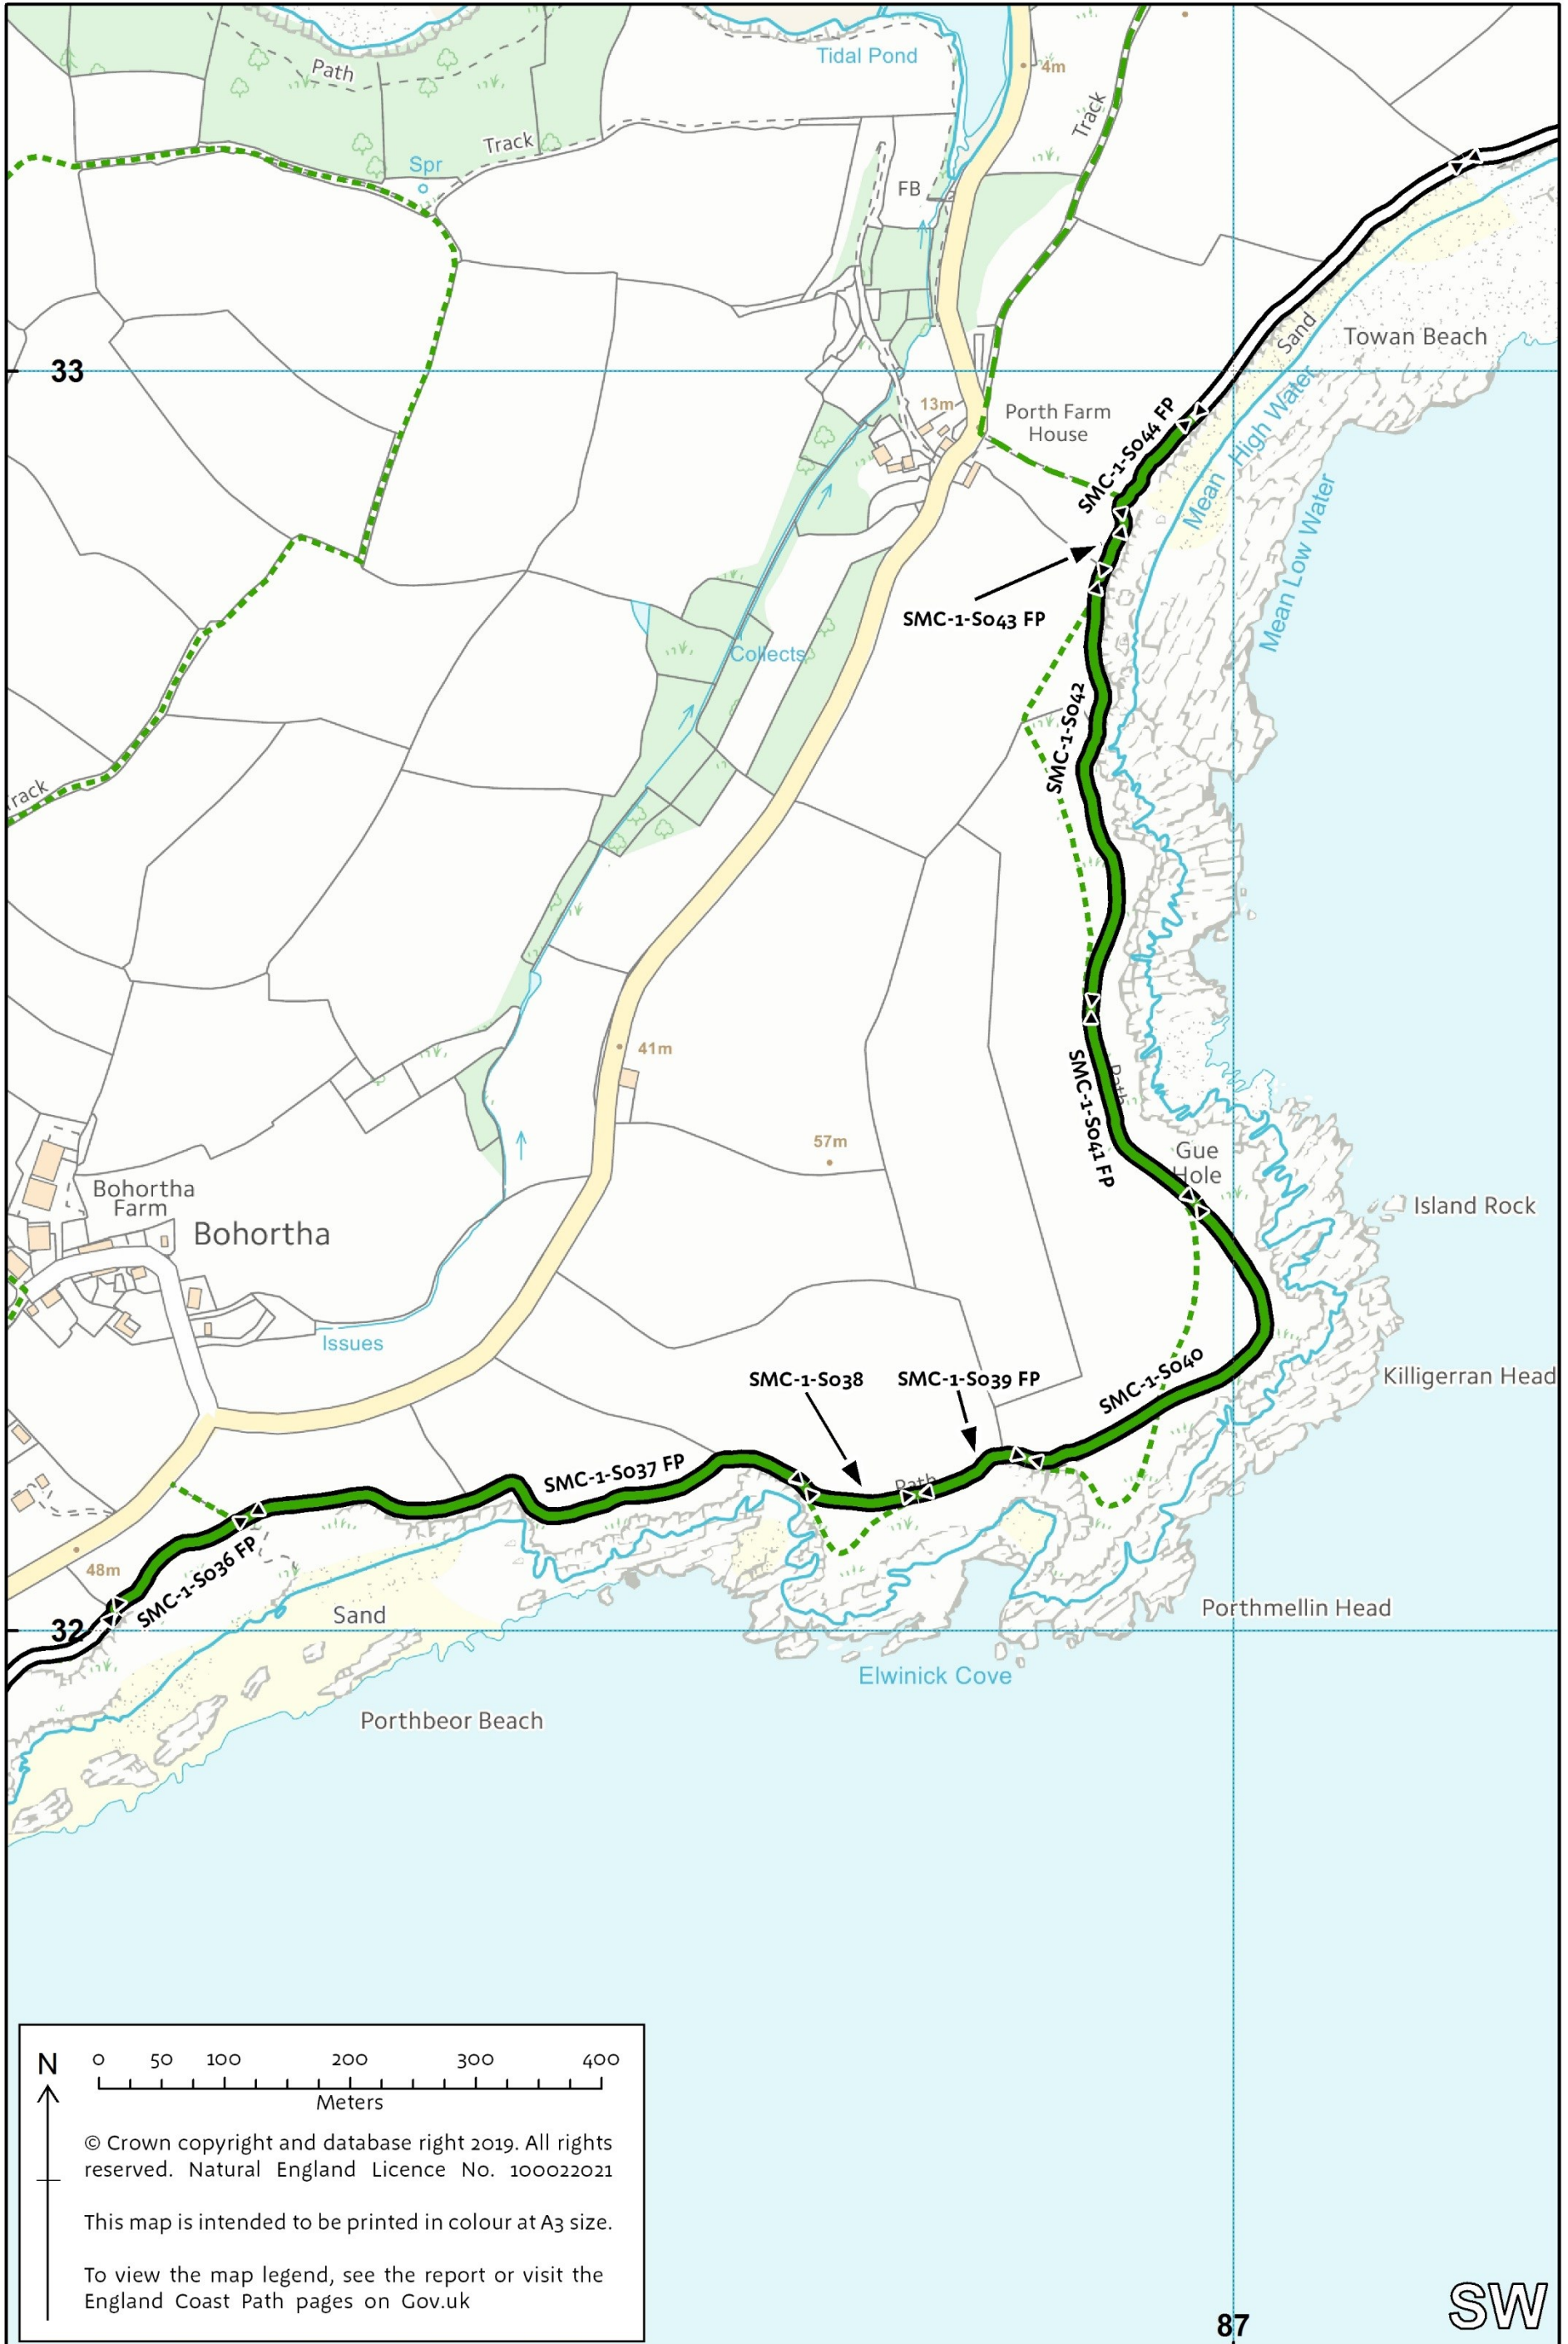 Path
Tidal Pond
4m
Track
Track
Spr
FB
33
Sand
Towan Beach
13m
Porth Farm
House
SMC-1-S044 FP
Mean High Water
Mean Low Water
SMC-1-S043 FP
Collects
SMC-1-S042
Track
41m
SMC-1-S041 FP
Path
57m
Gue
Hole
Bohortha
Farm
Bohortha
Island Rock
Issues
SMC-1-S038
SMC-1-S039 FP
SMC-1-S040
Killigerran Head
SMC-1-S037 FP
Path
48m
SMC-1-S036 FP
Sand
Porthmellin Head
32
Elwinick Cove
Porthbeor Beach
N
0 50 100 200 300 400
Meters
© Crown copyright and database right 2019. All rights
reserved. Natural England Licence No. 100022021
This map is intended to be printed in colour at A3 size.
To view the map legend, see the report or visit the
England Coast Path pages on Gov.uk
SW
87